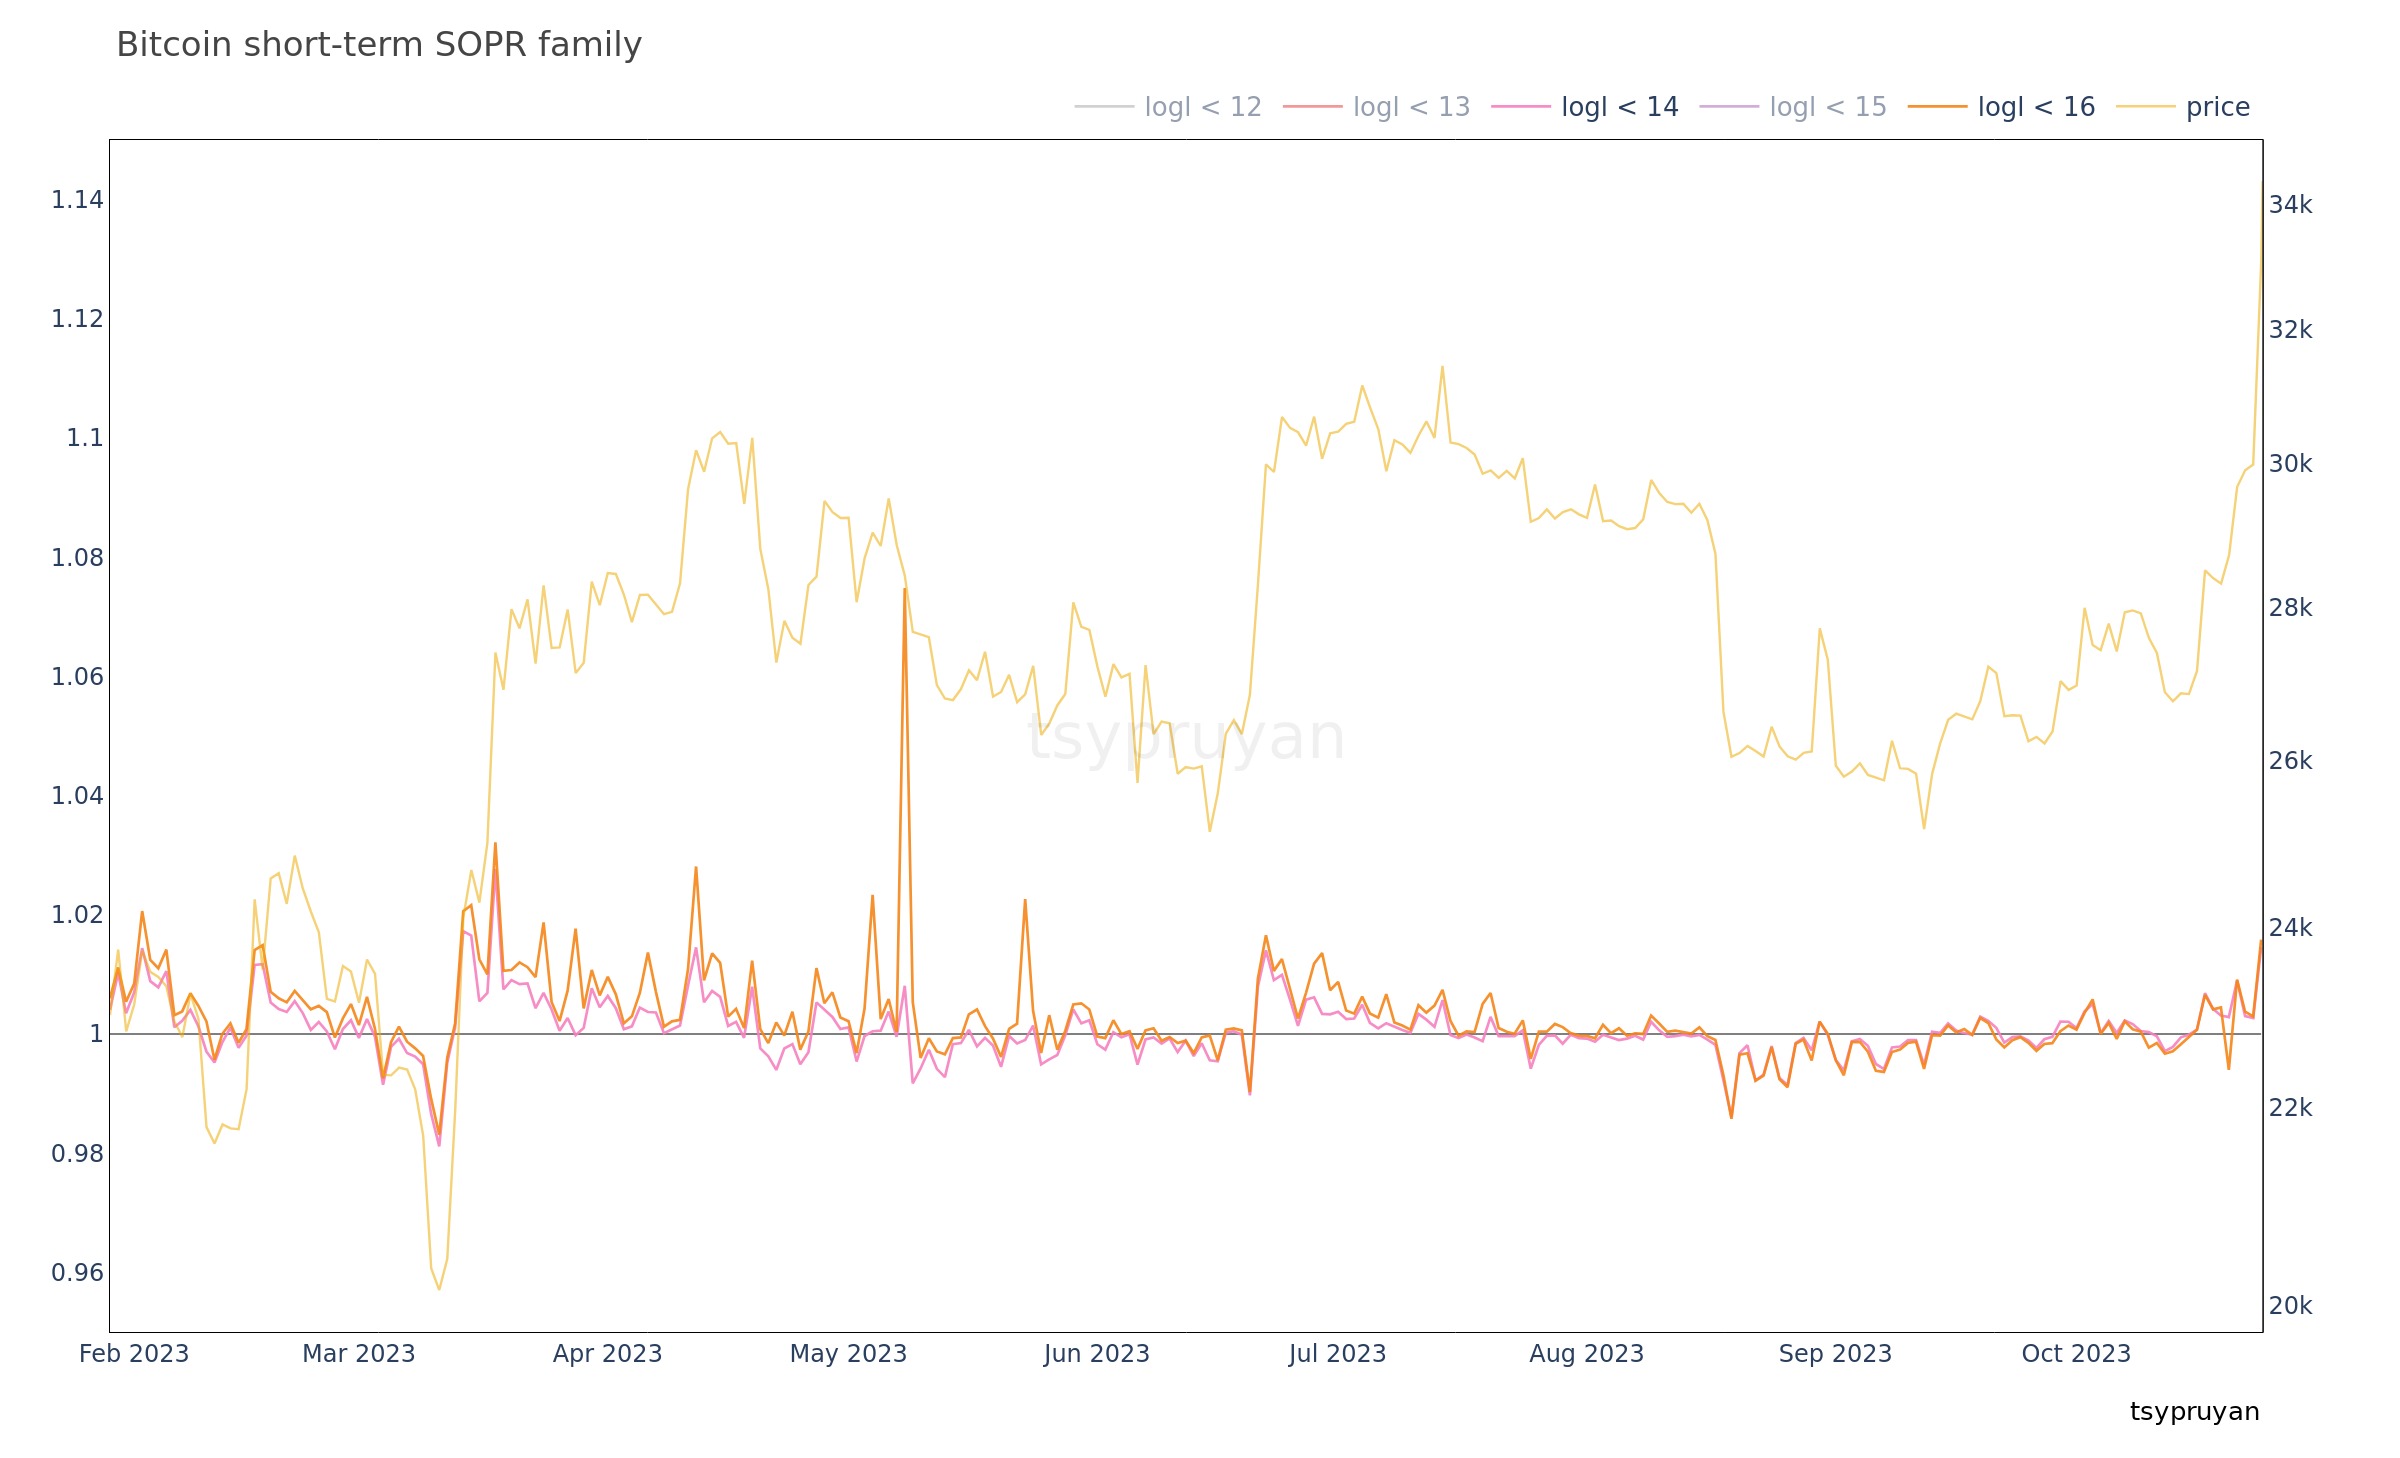 Bitcoin short-term SOPR family
logl < 12 logl < 13 logl < 14 logl < 15 logl < 16 price
1.14
1.12
1.1
1.08
1.06
1.04
1.02
1
0.98
0.96
34k
32k
30k
28k
26k
24k
22k
20k
tsypruyan
Feb 2023 Mar 2023 Apr 2023 May 2023 Jun 2023 Jul 2023 Aug 2023 Sep 2023 Oct 2023
tsypruyan